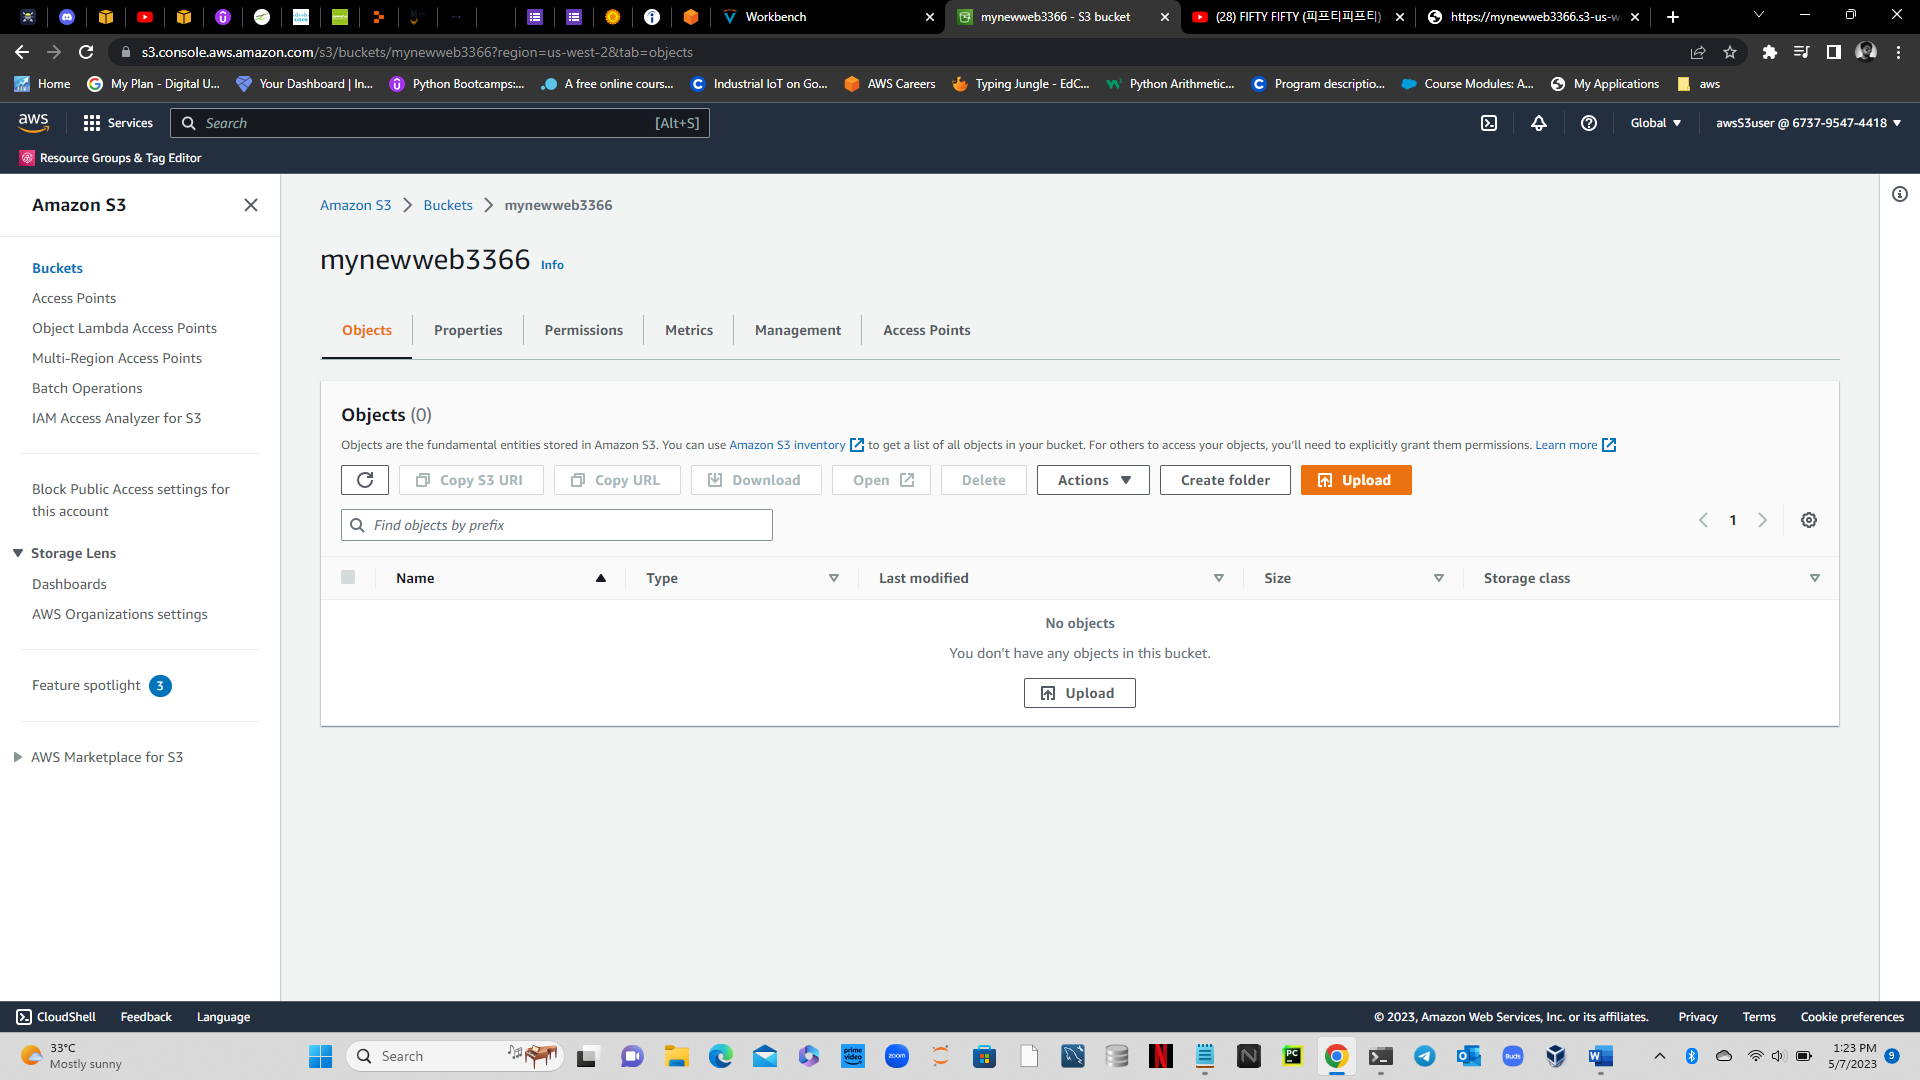 Workbench
mynewweb3366 - S3 bucket
(28) FIFTY FIFTY (피프티피프티)
https://mynewweb3366.s3-us-w
s3.console.aws.amazon.com/s3/buckets/mynewweb3366?region=us-west-2&tab=objects
Home
My Plan - Digital U...
Your Dashboard | In...
Python Bootcamps:...
A free online cours...
Industrial IoT on Go...
AWS Careers
Typing Jungle - EdC...
Python Arithmetic...
Program descriptio...
Course Modules: A...
My Applications
aws
aws
Services
Search
[Alt+S]
Global
awsS3user @ 6737-9547-4418
Resource Groups & Tag Editor
Amazon S3
Buckets
Access Points
Object Lambda Access Points
Multi-Region Access Points
Batch Operations
IAM Access Analyzer for S3
Block Public Access settings for
this account
Storage Lens
Dashboards
AWS Organizations settings
Feature spotlight 3
AWS Marketplace for S3
Amazon S3
Buckets
mynewweb3366
mynewweb3366 Info
Objects
Properties
Permissions
Metrics
Management
Access Points
Objects (0)
Objects are the fundamental entities stored in Amazon S3. You can use Amazon S3 inventory to get a list of all objects in your bucket. For others to access your objects, you'll need to explicitly grant them permissions. Learn more
Copy S3 URI
Copy URL
Download
Open
Delete
Actions
Create folder
Upload
Find objects by prefix
1
Name
Type
Last modified
Size
Storage class
No objects
You don't have any objects in this bucket.
Upload
CloudShell
Feedback
Language
© 2023, Amazon Web Services, Inc. or its affiliates.
Privacy
Terms
Cookie preferences
33°C
Mostly sunny
Search
prime video
zoom
PC
Buds
1:23 PM
5/7/2023
9